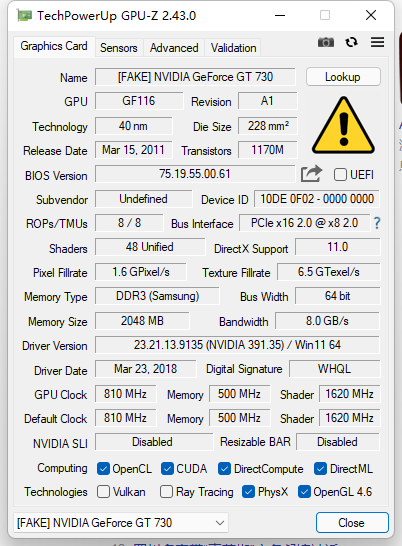 TechPowerUp GPU-Z 2.43.0
Graphics Card Sensors Advanced Validation
Name [FAKE] NVIDIA GeForce GT 730 Lookup
GPU GF116 Revision A1
Technology 40 nm Die Size 228 mm²
Release Date Mar 15, 2011 Transistors 1170M
BIOS Version 75.19.55.00.61 UEFI
Subvendor Undefined Device ID 10DE 0F02 - 0000 0000
ROPs/TMUs 8 / 8 Bus Interface PCIe x16 2.0 @ x8 2.0 ?
Shaders 48 Unified DirectX Support 11.0
Pixel Fillrate 1.6 GPixel/s Texture Fillrate 6.5 GTexel/s
Memory Type DDR3 (Samsung) Bus Width 64 bit
Memory Size 2048 MB Bandwidth 8.0 GB/s
Driver Version 23.21.13.9135 (NVIDIA 391.35) / Win11 64
Driver Date Mar 23, 2018 Digital Signature WHQL
GPU Clock 810 MHz Memory 500 MHz Shader 1620 MHz
Default Clock 810 MHz Memory 500 MHz Shader 1620 MHz
NVIDIA SLI Disabled Resizable BAR Disabled
Computing OpenCL CUDA DirectCompute DirectML
Technologies Vulkan Ray Tracing PhysX OpenGL 4.6
[FAKE] NVIDIA GeForce GT 730 Close